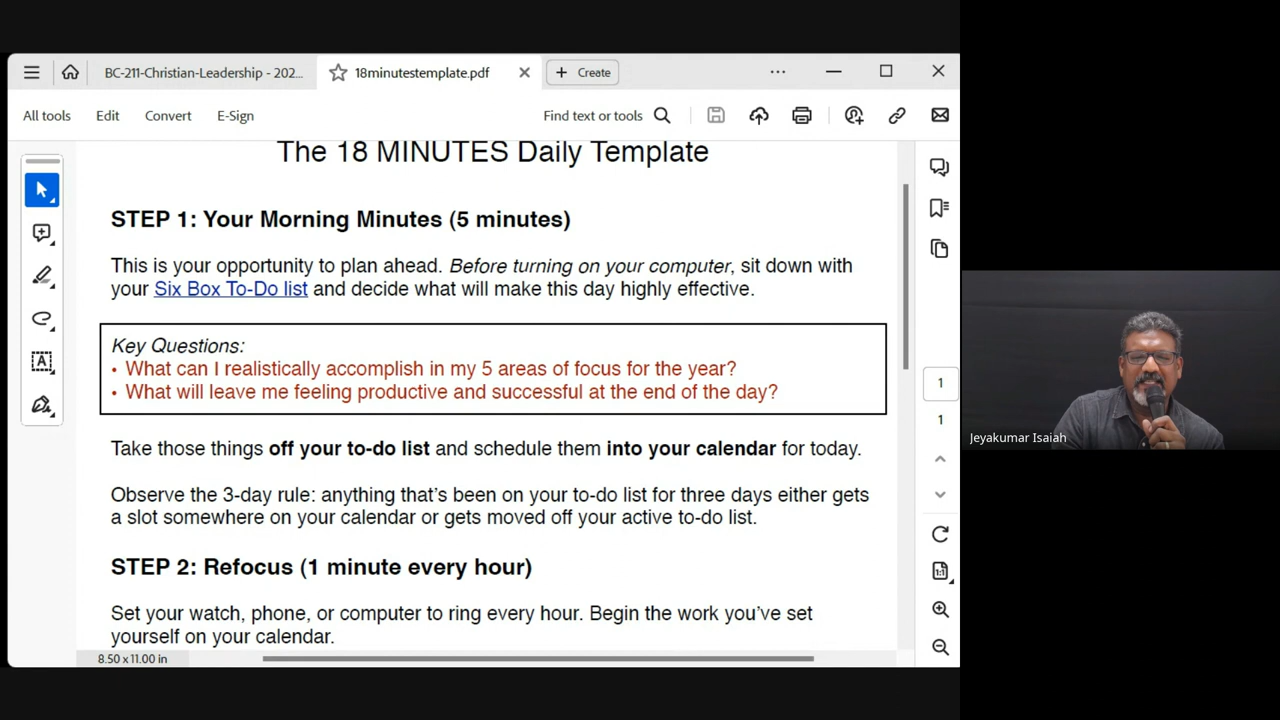 BC-211-Christian-Leadership - 202...
18minutestemplate.pdf
Create
All tools
Edit
Convert
E-Sign
Find text or tools
The 18 MINUTES Daily Template
STEP 1: Your Morning Minutes (5 minutes)
This is your opportunity to plan ahead. Before turning on your computer, sit down with
your Six Box To-Do list and decide what will make this day highly effective.
Key Questions:
• What can I realistically accomplish in my 5 areas of focus for the year?
• What will leave me feeling productive and successful at the end of the day?
Take those things off your to-do list and schedule them into your calendar for today.
Observe the 3-day rule: anything that's been on your to-do list for three days either gets
a slot somewhere on your calendar or gets moved off your active to-do list.
STEP 2: Refocus (1 minute every hour)
Set your watch, phone, or computer to ring every hour. Begin the work you've set
yourself on your calendar.
8.50 x 11.00 in
1
1
1:1
Jeyakumar Isaiah